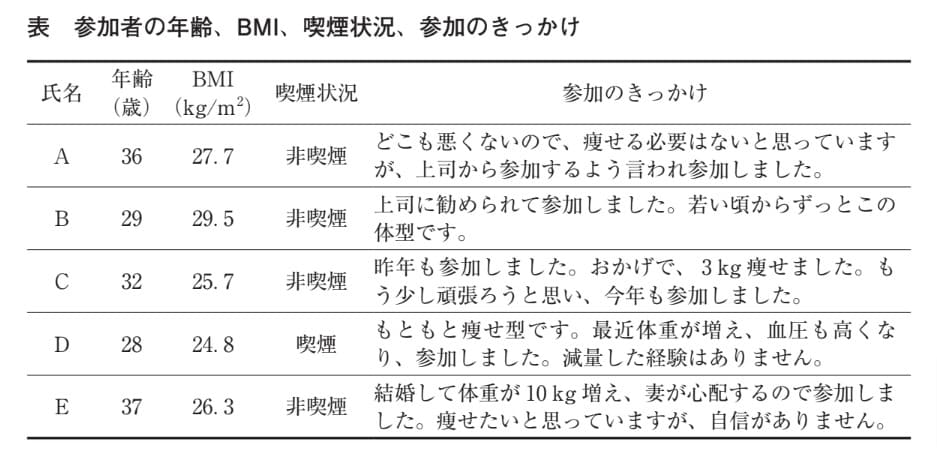 表　参加者の年齢、BMI、喫煙状況、参加のきっかけ
氏名　年齢（歳）　BMI（kg/m²）　喫煙状況　参加のきっかけ
A　36　27.7　非喫煙　どこも悪くないので、痩せる必要はないと思っています
が、上司から参加するよう言われ参加しました。
B　29　29.5　非喫煙　上司に勧められて参加しました。若い頃からずっとこの
体型です。
C　32　25.7　非喫煙　昨年も参加しました。おかげで、3 kg 痩せました。も
う少し頑張ろうと思い、今年も参加しました。
D　28　24.8　喫煙　もともと痩せ型です。最近体重が増え、血圧も高くな
り、参加しました。減量した経験はありません。
E　37　26.3　非喫煙　結婚して体重が 10 kg 増え、妻が心配するので参加しま
した。痩せたいと思っていますが、自信がありません。